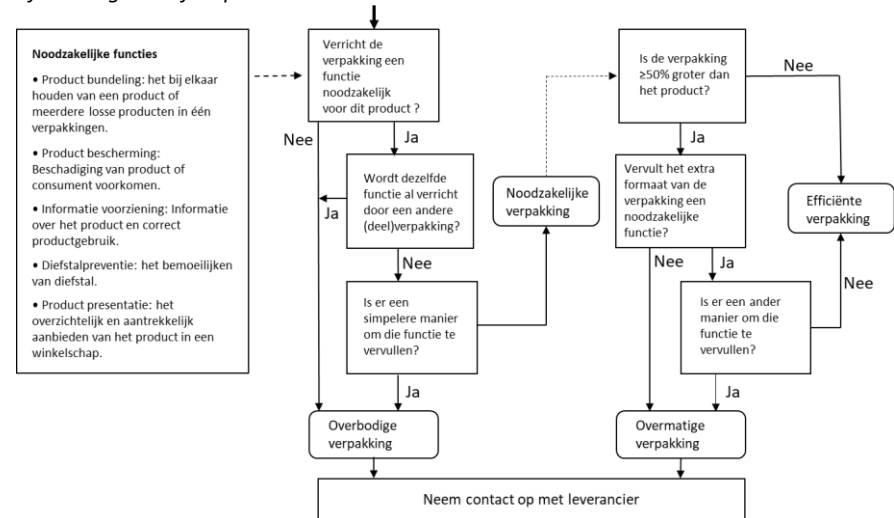 Noodzakelijke functies
• Product bundeling: het bij elkaar
houden van een product of
meerdere losse producten in één
verpakkingen.
• Product bescherming:
Beschadiging van product of
consument voorkomen.
• Informatie voorziening: Informatie
over het product en correct
productgebruik.
• Diefstalpreventie: het bemoeilijken
van diefstal.
• Product presentatie: het
overzichtelijk en aantrekkelijk
aanbieden van het product in een
winkelschap.
Verricht de
verpakking een
functie
noodzakelijk
voor dit product ?
Nee
Ja
Wordt dezelfde
functie al verricht
door een andere
(deel)verpakking?
Ja
Nee
Is er een
simpelere manier
om die functie te
vervullen?
Ja
Overbodige
verpakking
Noodzakelijke
verpakking
Is de verpakking
≥50% groter dan
het product?
Nee
Ja
Vervult het extra
formaat van de
verpakking een
noodzakelijke
functie?
Nee
Ja
Is er een ander
manier om die
functie te
vervullen?
Nee
Ja
Efficiënte
verpakking
Overmatige
verpakking
Neem contact op met leverancier